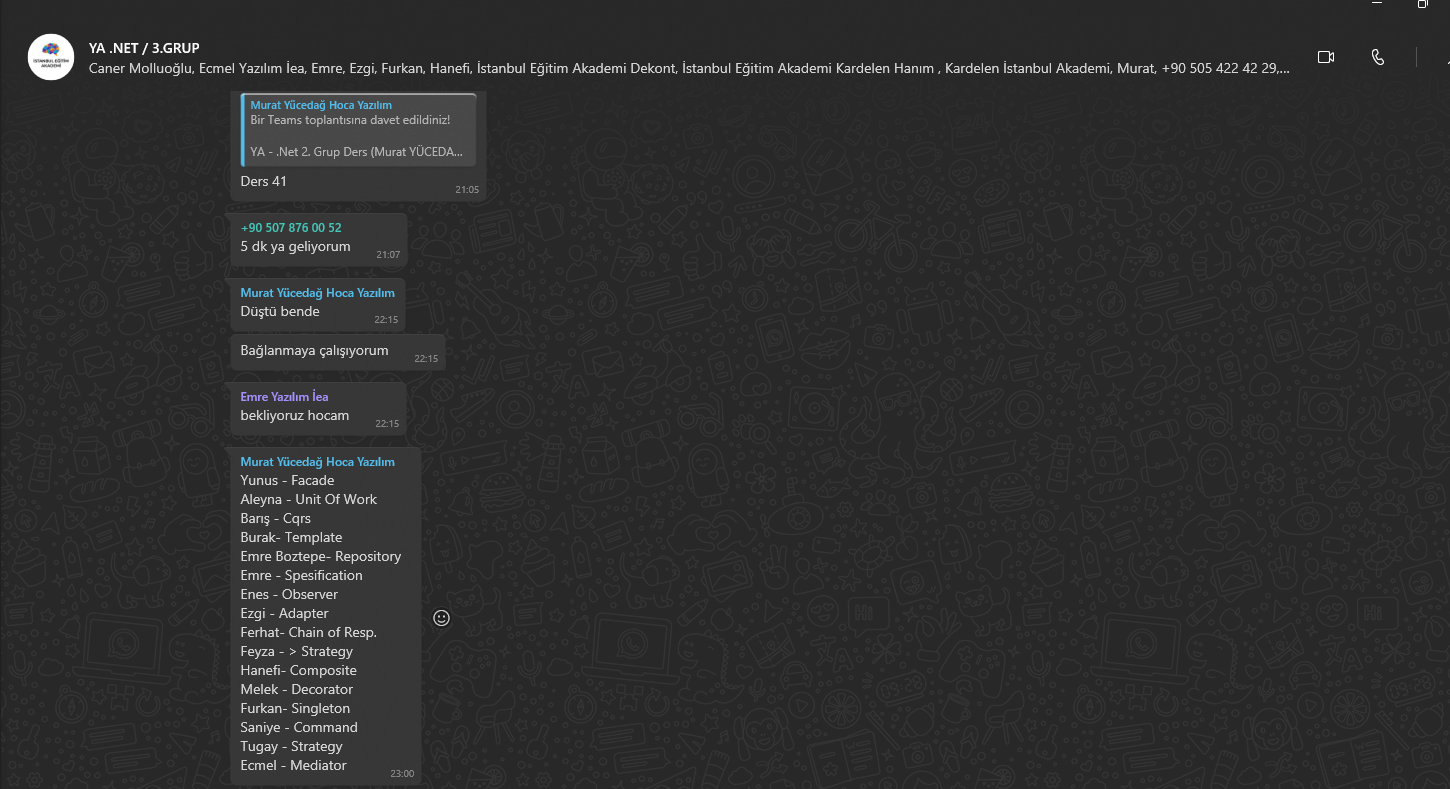 YA .NET / 3.GRUP
Caner Molluoğlu, Ecmel Yazılım İea, Emre, Ezgi, Furkan, Hanefi, İstanbul Eğitim Akademi Dekont, İstanbul Eğitim Akademi Kardelen Hanım , Kardelen İstanbul Akademi, Murat, +90 505 422 42 29,...
İSTANBUL EĞİTİM
AKADEMİ
Murat Yücedağ Hoca Yazılım
Bir Teams toplantısına davet edildiniz!
YA - .Net 2. Grup Ders (Murat YÜCEDA...
Ders 41
21:05
+90 507 876 00 52
5 dk ya geliyorum
21:07
Murat Yücedağ Hoca Yazılım
Düştü bende
22:15
Bağlanmaya çalışıyorum
22:15
Emre Yazılım İea
bekliyoruz hocam
22:15
Murat Yücedağ Hoca Yazılım
Yunus - Facade
Aleyna - Unit Of Work
Barış - Cqrs
Burak- Template
Emre Boztepe- Repository
Emre - Spesification
Enes - Observer
Ezgi - Adapter
Ferhat- Chain of Resp.
Feyza - > Strategy
Hanefi- Composite
Melek - Decorator
Furkan- Singleton
Saniye - Command
Tugay - Strategy
Ecmel - Mediator
23:00